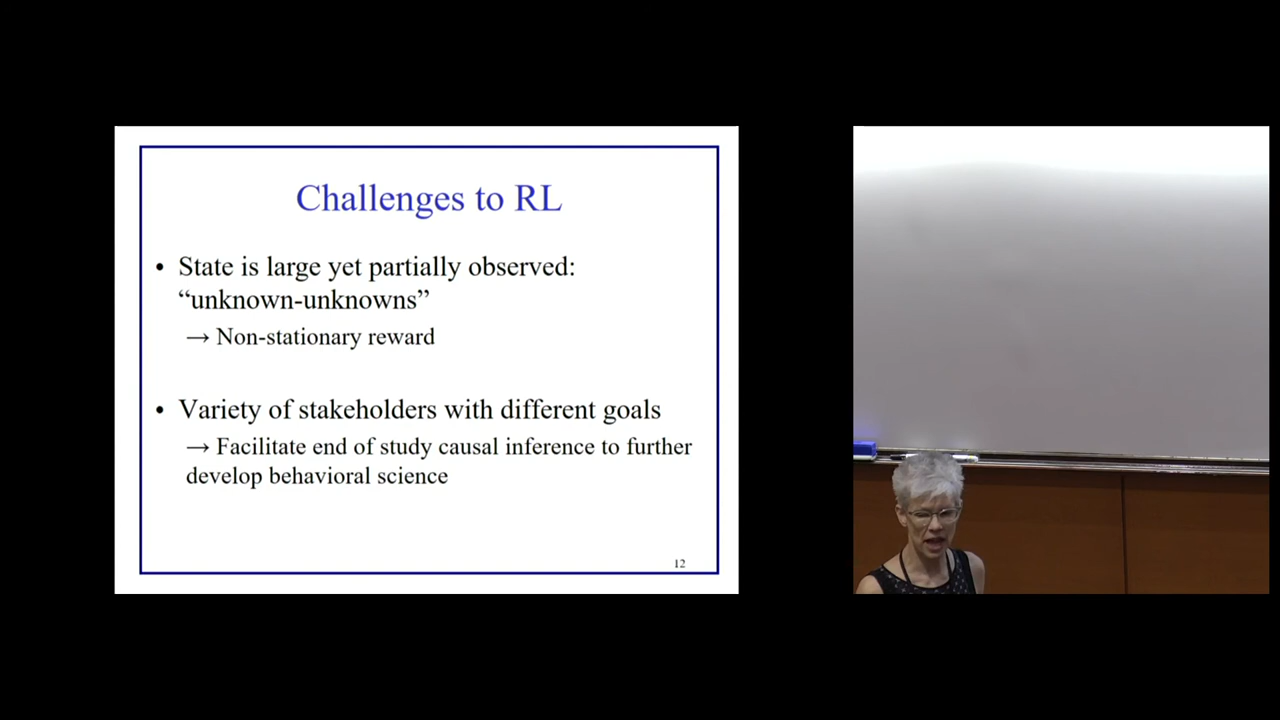 Challenges to RL
• State is large yet partially observed:
“unknown-unknowns”
→ Non-stationary reward
• Variety of stakeholders with different goals
→ Facilitate end of study causal inference to further
develop behavioral science
12